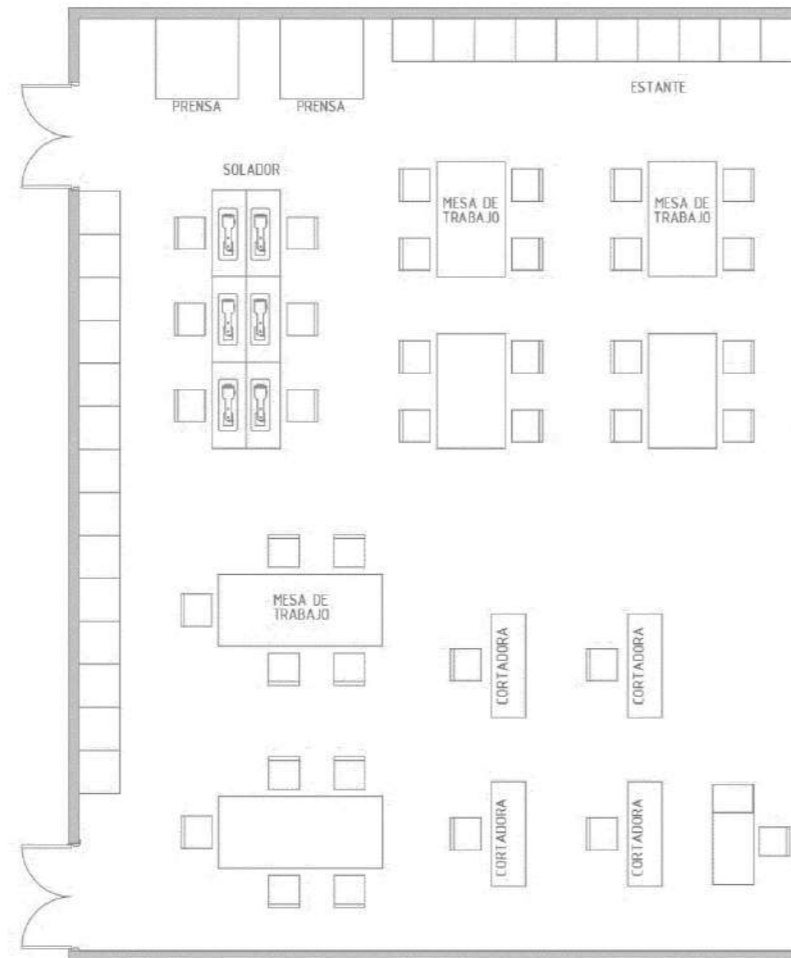 ESTANTE
PRENSA
PRENSA
SOLADOR
MESA DE
TRABAJO
MESA DE
TRABAJO
MESA DE
TRABAJO
CORTADORA
CORTADORA
CORTADORA
CORTADORA